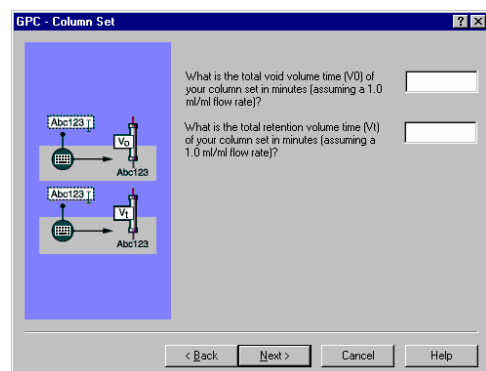 GPC - Column Set
What is the total void volume time (V0) of
your column set in minutes (assuming a 1.0
ml/ml flow rate)?
What is the total retention volume time (Vt)
of your column set in minutes (assuming a
1.0 ml/ml flow rate)?
Abc123
Vo
Abc123
Abc123
Vt
Abc123
< Back
Next >
Cancel
Help